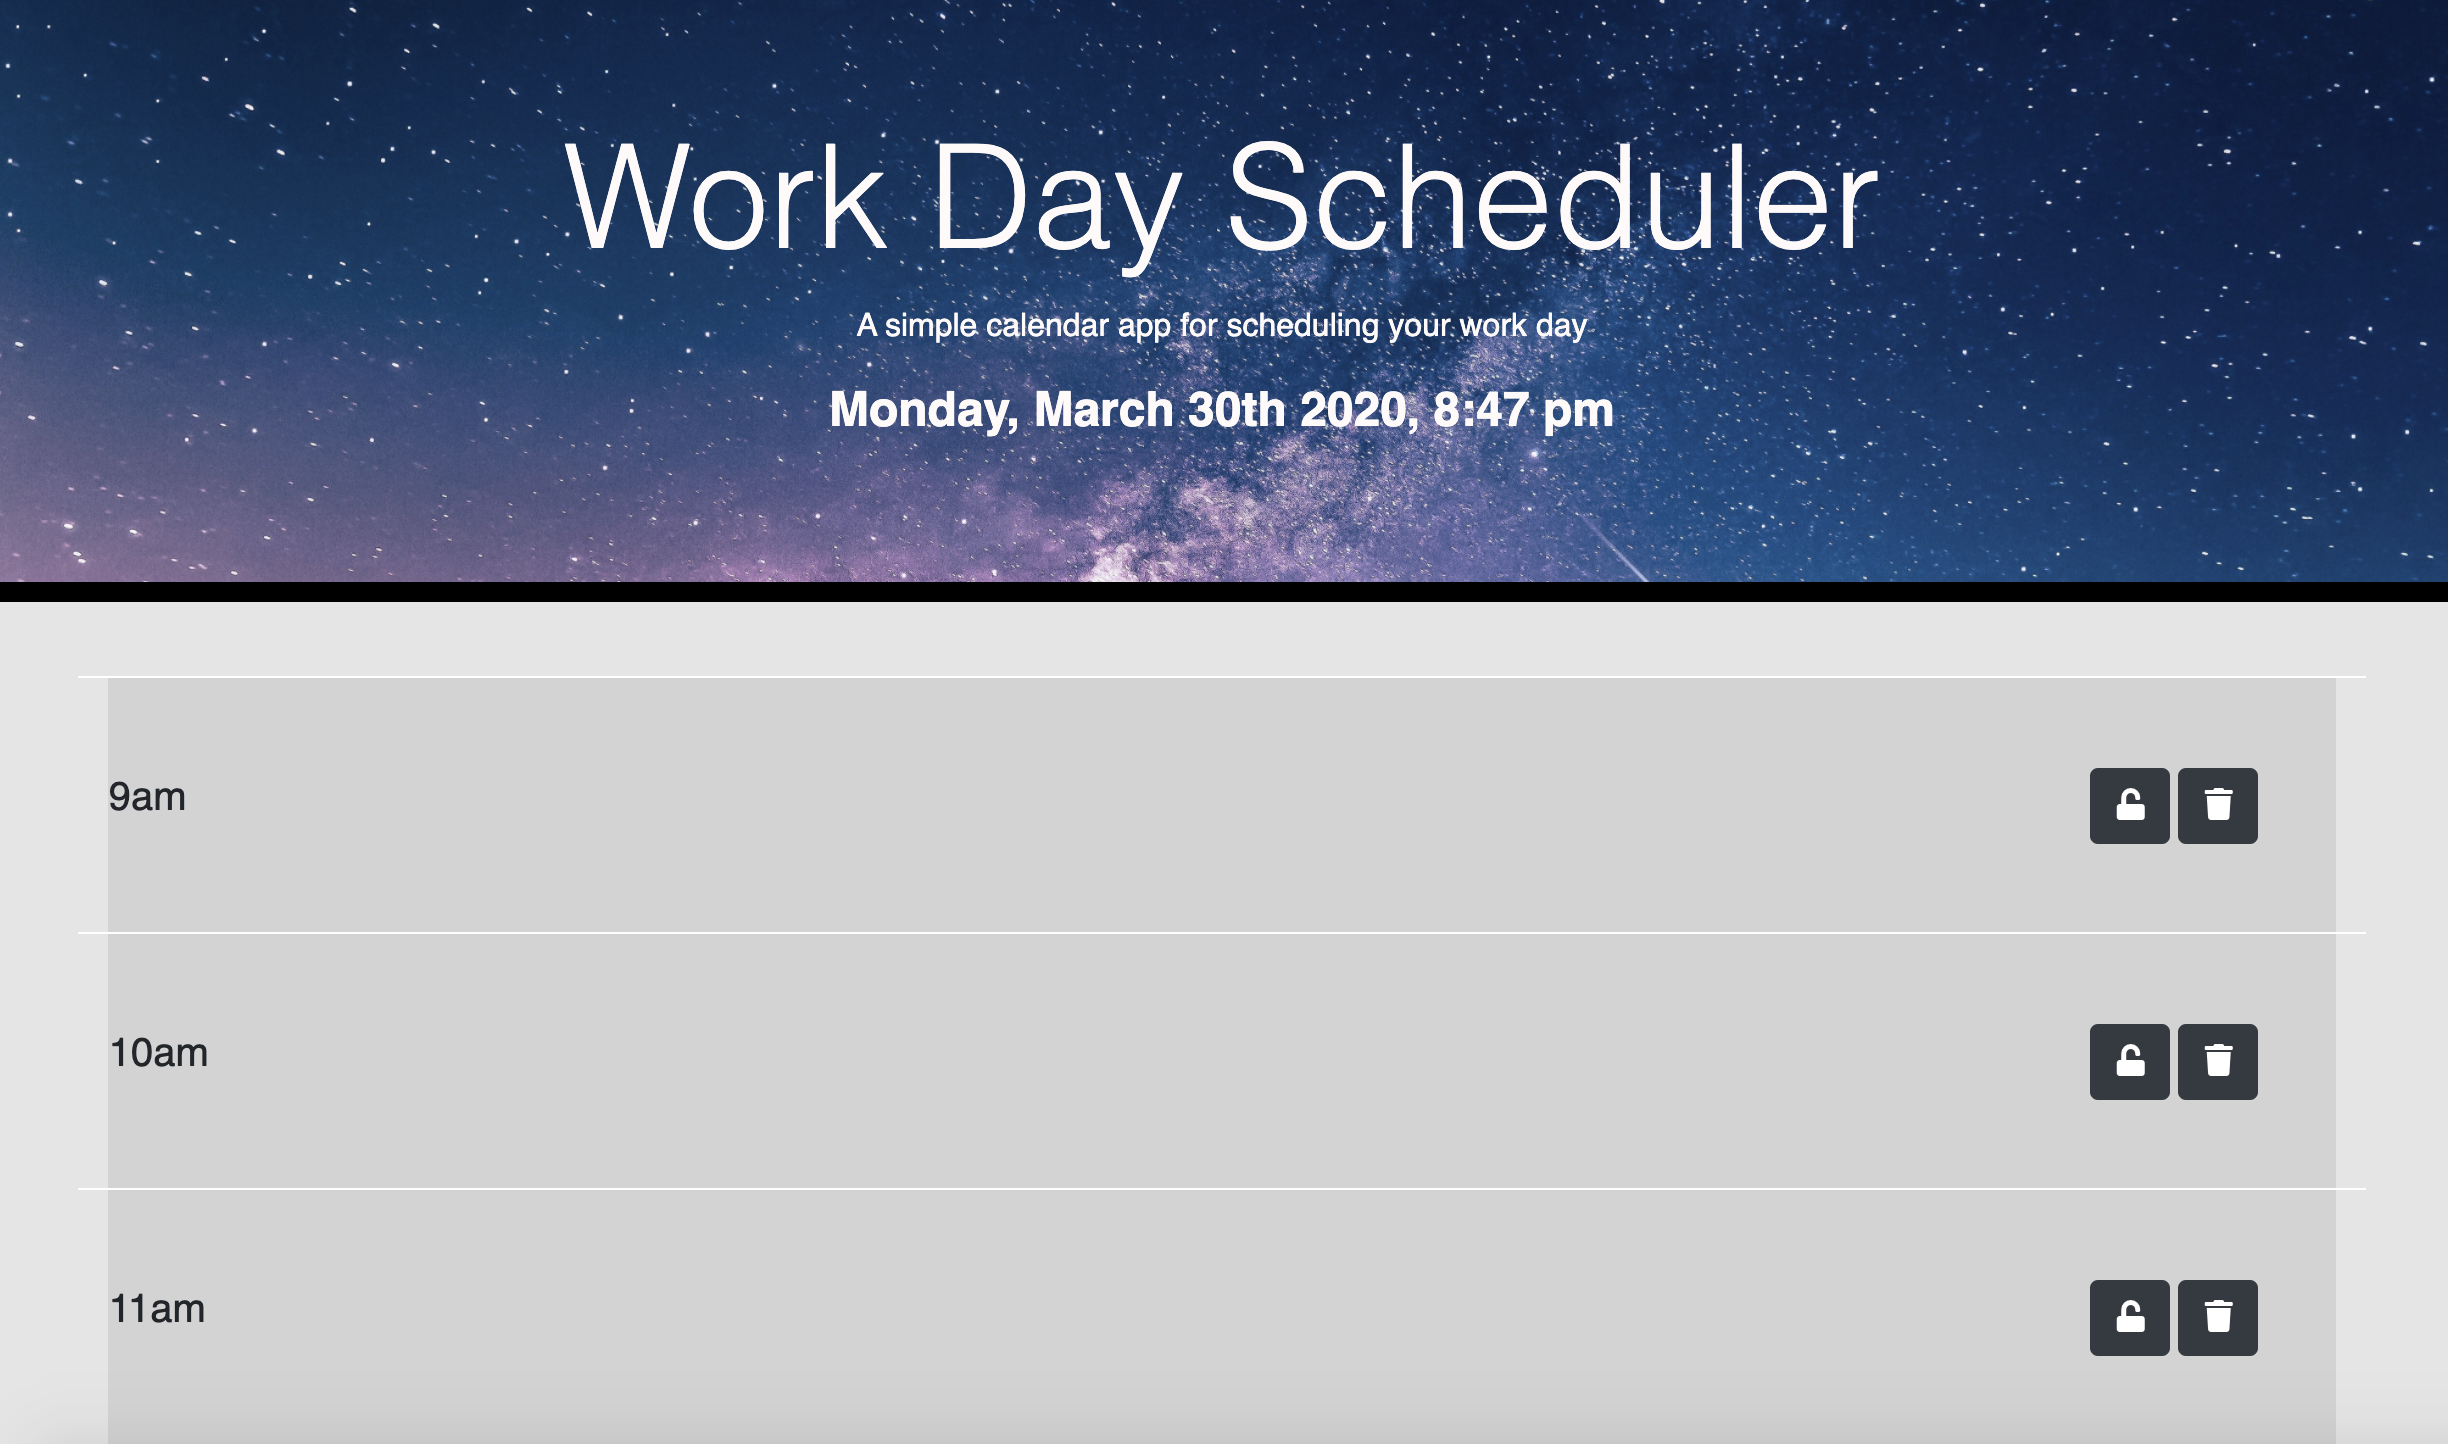 Work Day Scheduler
A simple calendar app for scheduling your work day
Monday, March 30th 2020, 8:47 pm
9am
10am
11am